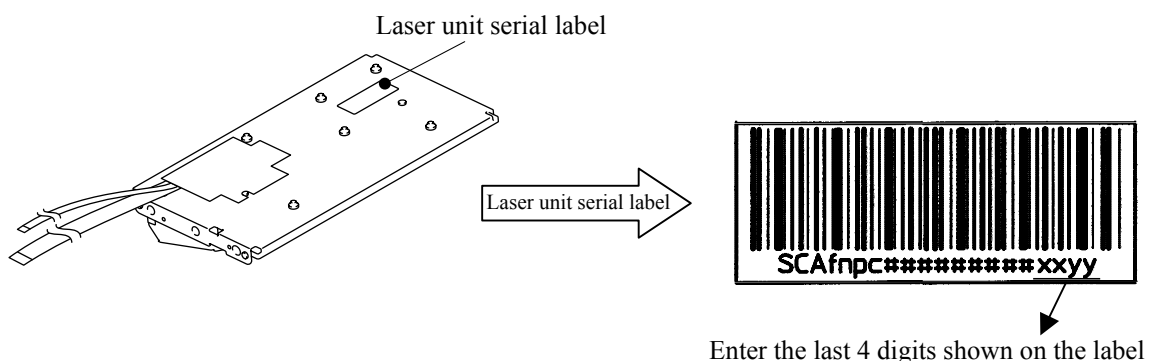 Laser unit serial label
Laser unit serial label
SCAfnpc#########xxyy
Enter the last 4 digits shown on the label